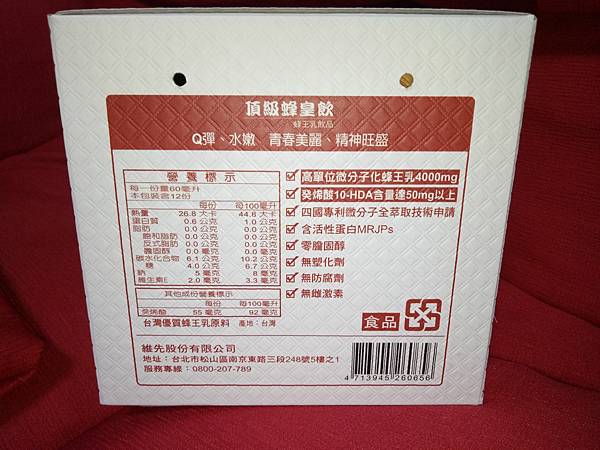 頂級蜂皇飲
蜂王乳飲品
Q彈、水嫩 青春美麗、精神旺盛
營養標示
每一份量60毫升
本包裝含12份
每份 每100毫升
熱量 26.8 大卡 44.6 大卡
蛋白質 0.6 公克 1.0 公克
脂肪 0.0 公克 0.0 公克
飽和脂肪 0.0 公克 0.0 公克
反式脂肪 0.0 公克 0.0 公克
膽固醇 0.0 毫克 0.0 毫克
碳水化合物 6.1 公克 10.2 公克
糖 4.0 公克 6.7 公克
鈉 5 毫克 8 毫克
維生素E 2.0 毫克 3.3 毫克
其他成份營養標示
每份 每100毫升
癸烯酸 55 毫克 92 毫克
台灣優質蜂王乳原料 產地：台灣
高單位微分子化蜂王乳4000mg
癸烯酸10-HDA含量達50mg以上
四國專利微分子全萃取技術申請
含活性蛋白MRJPs
零膽固醇
無塑化劑
無防腐劑
無雌激素
食品
維先股份有限公司
地址：台北市松山區南京東路三段248號5樓之1
服務專線：0800-207-789
4 713945 260656